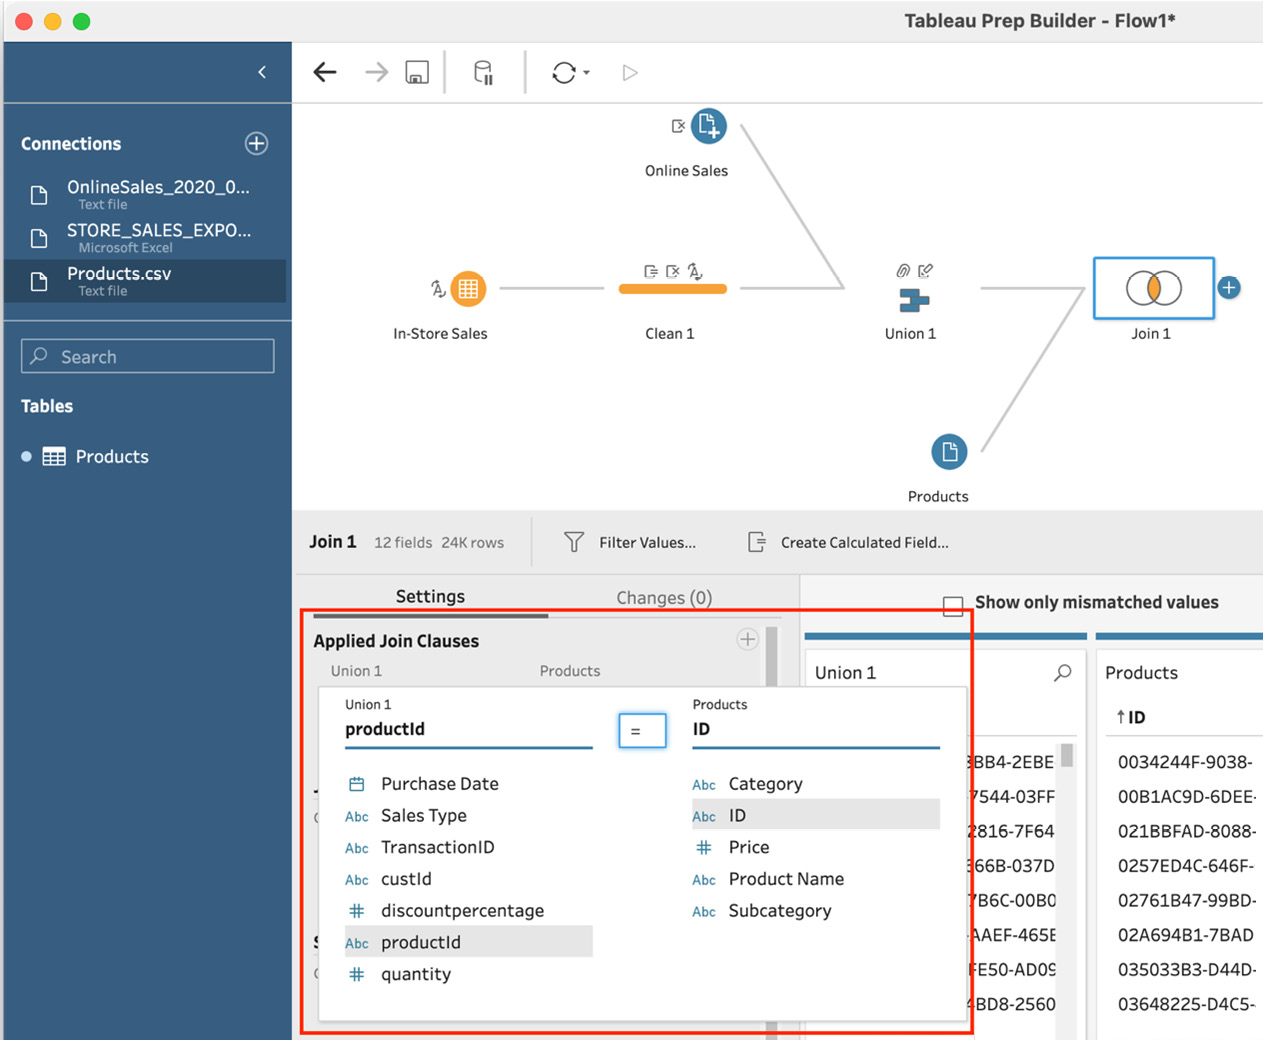 Tableau Prep Builder - Flow1*
Connections
OnlineSales_2020_0...
Text file
STORE_SALES_EXPO...
Microsoft Excel
Products.csv
Text file
Search
Tables
Products
Online Sales
In-Store Sales
Clean 1
Union 1
Join 1
Products
Join 1 12 fields 24K rows
Filter Values...
Create Calculated Field...
Settings
Changes (0)
Show only mismatched values
Applied Join Clauses
Union 1 Products
Union 1
productId
=
Products
ID
Purchase Date
Abc Sales Type
Abc TransactionID
Abc custId
# discountpercentage
Abc productId
# quantity
Abc Category
Abc ID
# Price
Abc Product Name
Abc Subcategory
Union 1
BB4-2EBE
7544-03FF
2816-7F64
66B-037D
7B6C-00B0
AAEF-465E
FE50-AD09
4BD8-2560
Products
ID
0034244F-9038-
00B1AC9D-6DEE-
021BBFAD-8088-
0257ED4C-646F-
02761B47-99BD-
02A694B1-7BAD
035033B3-D44D-
03648225-D4C5-